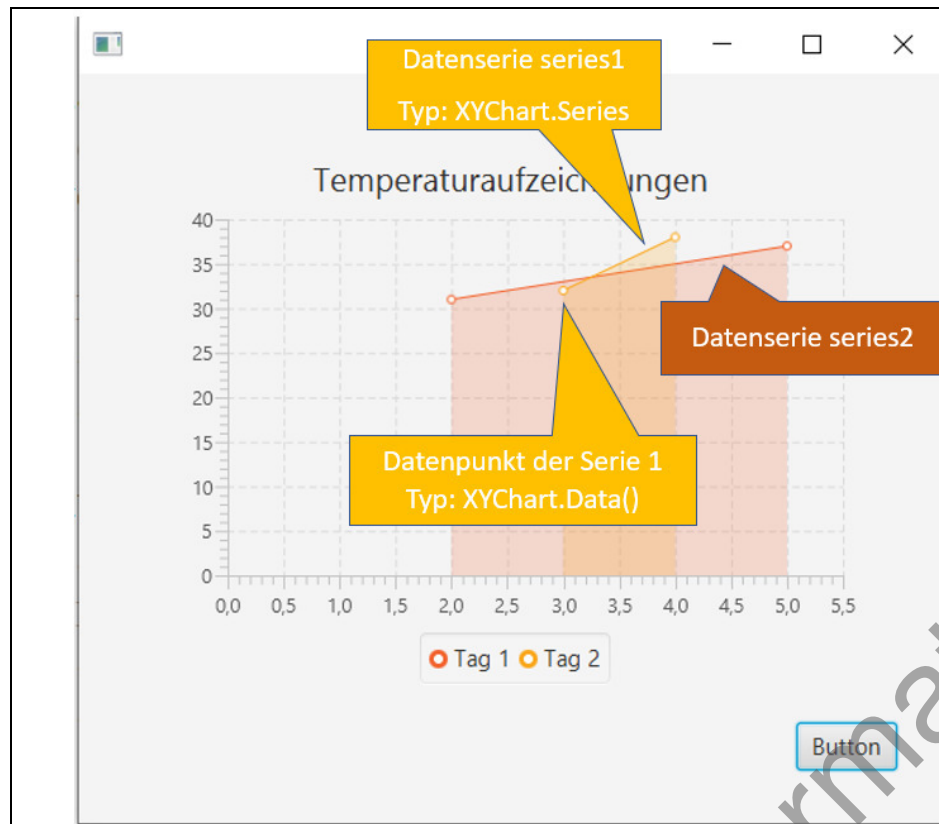 Datenserie series1
Typ: XYChart.Series
40
35
Datenserie series2
30
25
20
15
Datenpunkt der Serie 1
Typ: XYChart.Data()
10
5
0
0,0 0,5 1,0 1,5 2,0 2,5 3,0 3,5 4,0 4,5 5,0 5,5
Tag 1 Tag 2
Button